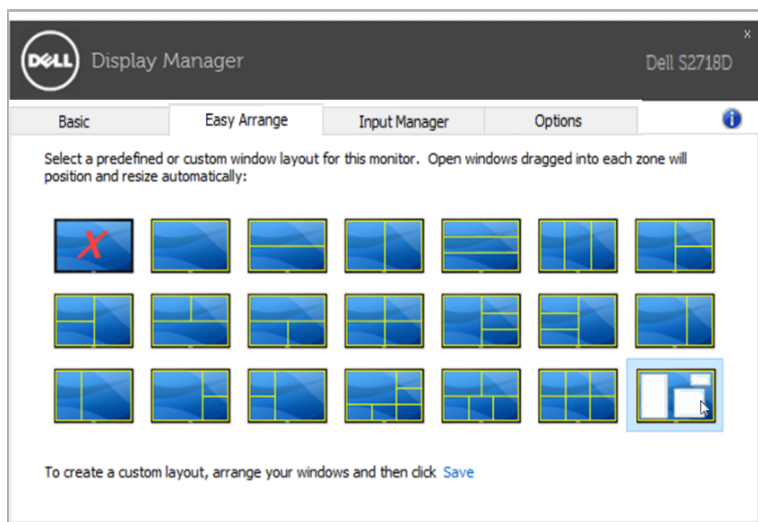 DELL Display Manager
x
Dell S2718D
Basic Easy Arrange Input Manager Options i
Select a predefined or custom window layout for this monitor. Open windows dragged into each zone will
position and resize automatically:
X
To create a custom layout, arrange your windows and then click Save